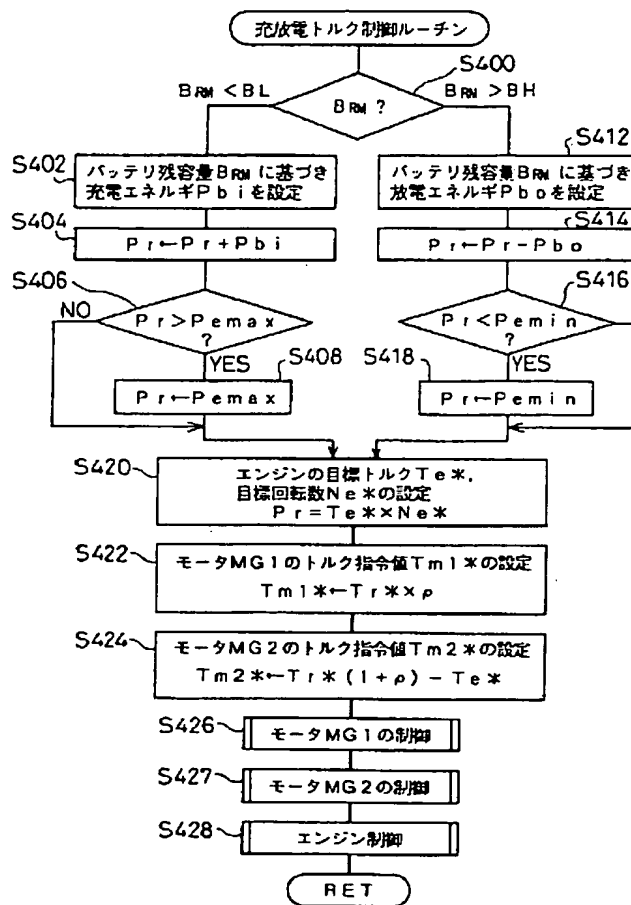 充放電トルク制御ルーチン
S400
BRM<BL
BRM?
BRM>BH
S402
バッテリ残容量BRMに基づき
充電エネルギPbiを設定
S412
バッテリ残容量BRMに基づき
放電エネルギPboを設定
S404
Pr←Pr+Pbi
S414
Pr←Pr−Pbo
S406
NO
Pr>Pemax
?
YES
S416
Pr<Pemin
?
YES
S408
Pr←Pemax
S418
Pr←Pemin
S420
エンジンの目標トルクTe*,
目標回転数Ne*の設定
Pr=Te*×Ne*
S422
モータMG1のトルク指令値Tm1*の設定
Tm1*←Tr*×ρ
S424
モータMG2のトルク指令値Tm2*の設定
Tm2*←Tr*(1+ρ)−Te*
S426
モータMG1の制御
S427
モータMG2の制御
S428
エンジン制御
RET